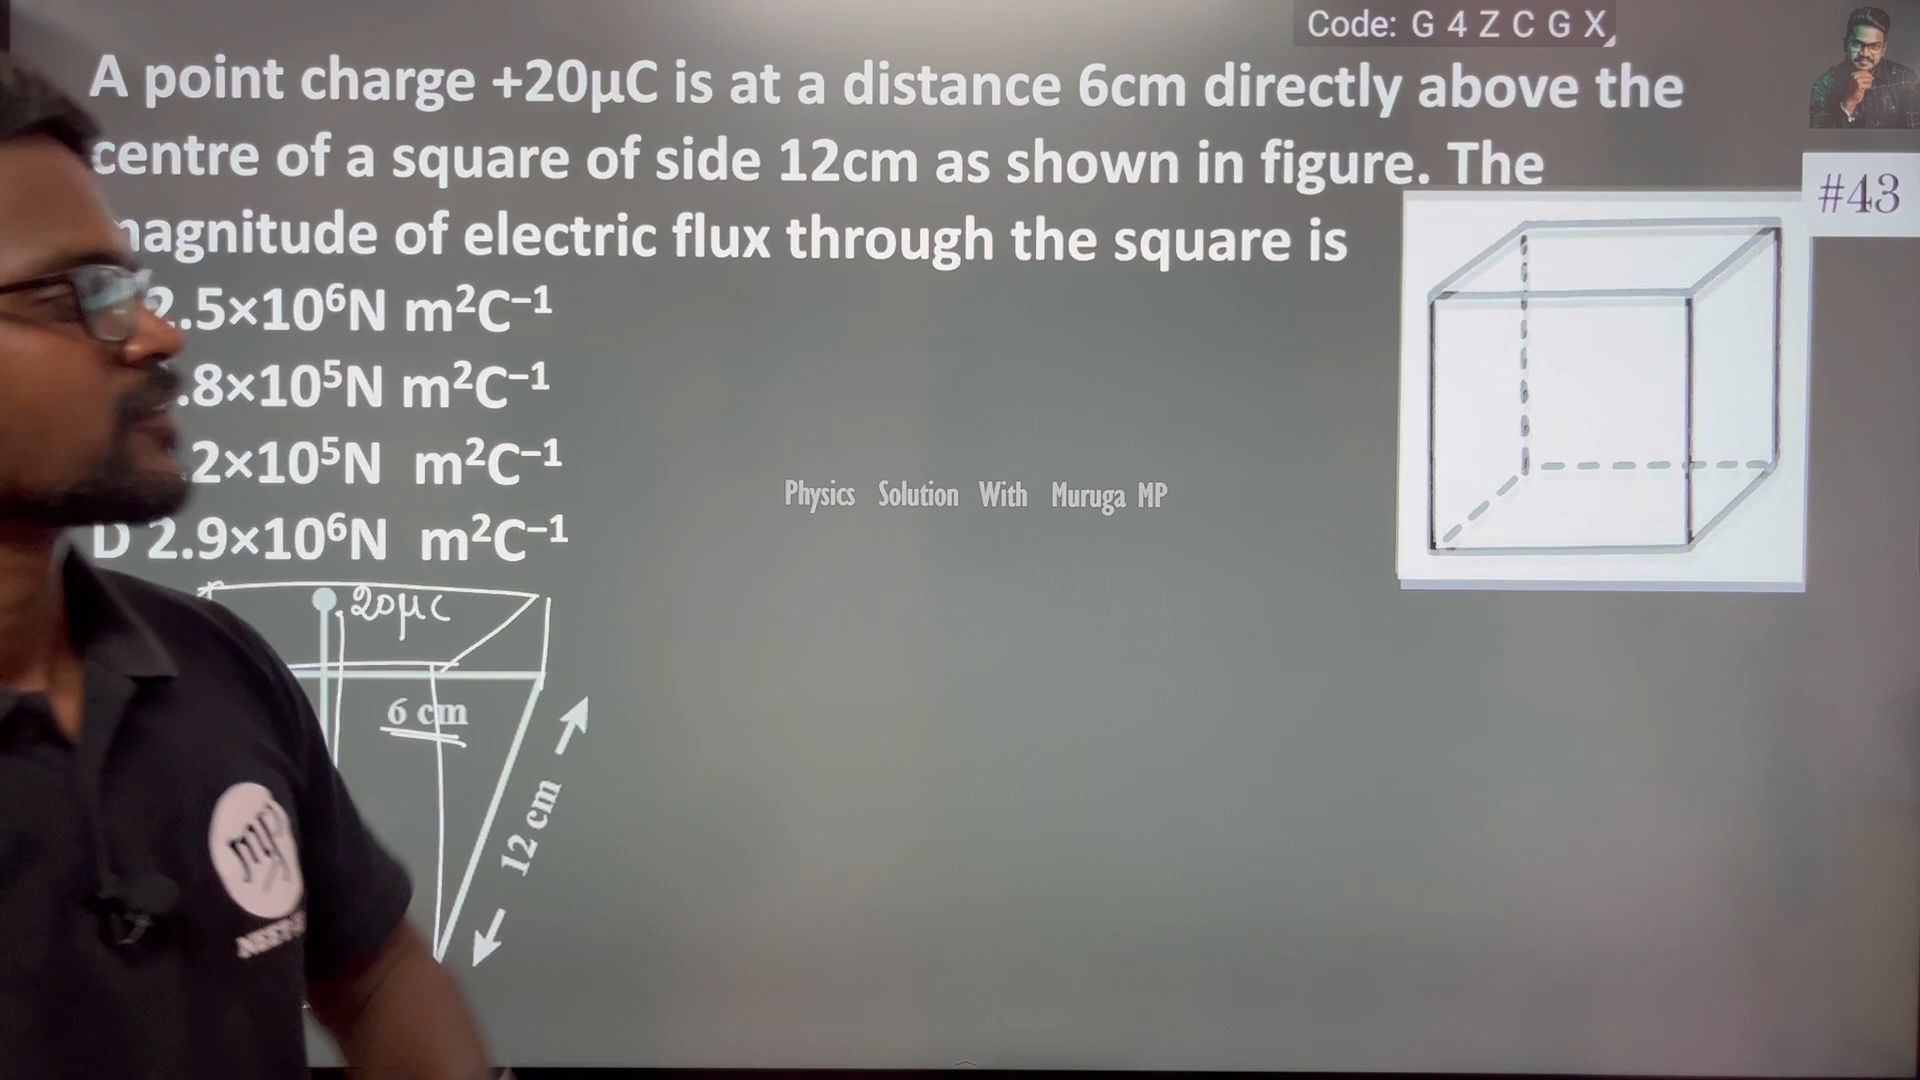 Code: G 4 Z C G X
A point charge +20μC is at a distance 6cm directly above the
centre of a square of side 12cm as shown in figure. The
magnitude of electric flux through the square is
#43
2.5×10⁶N m²C⁻¹
.8×10⁵N m²C⁻¹
.2×10⁵N m²C⁻¹
D 2.9×10⁶N m²C⁻¹
Physics Solution With Muruga MP
20μC
6 cm
12 cm
mp